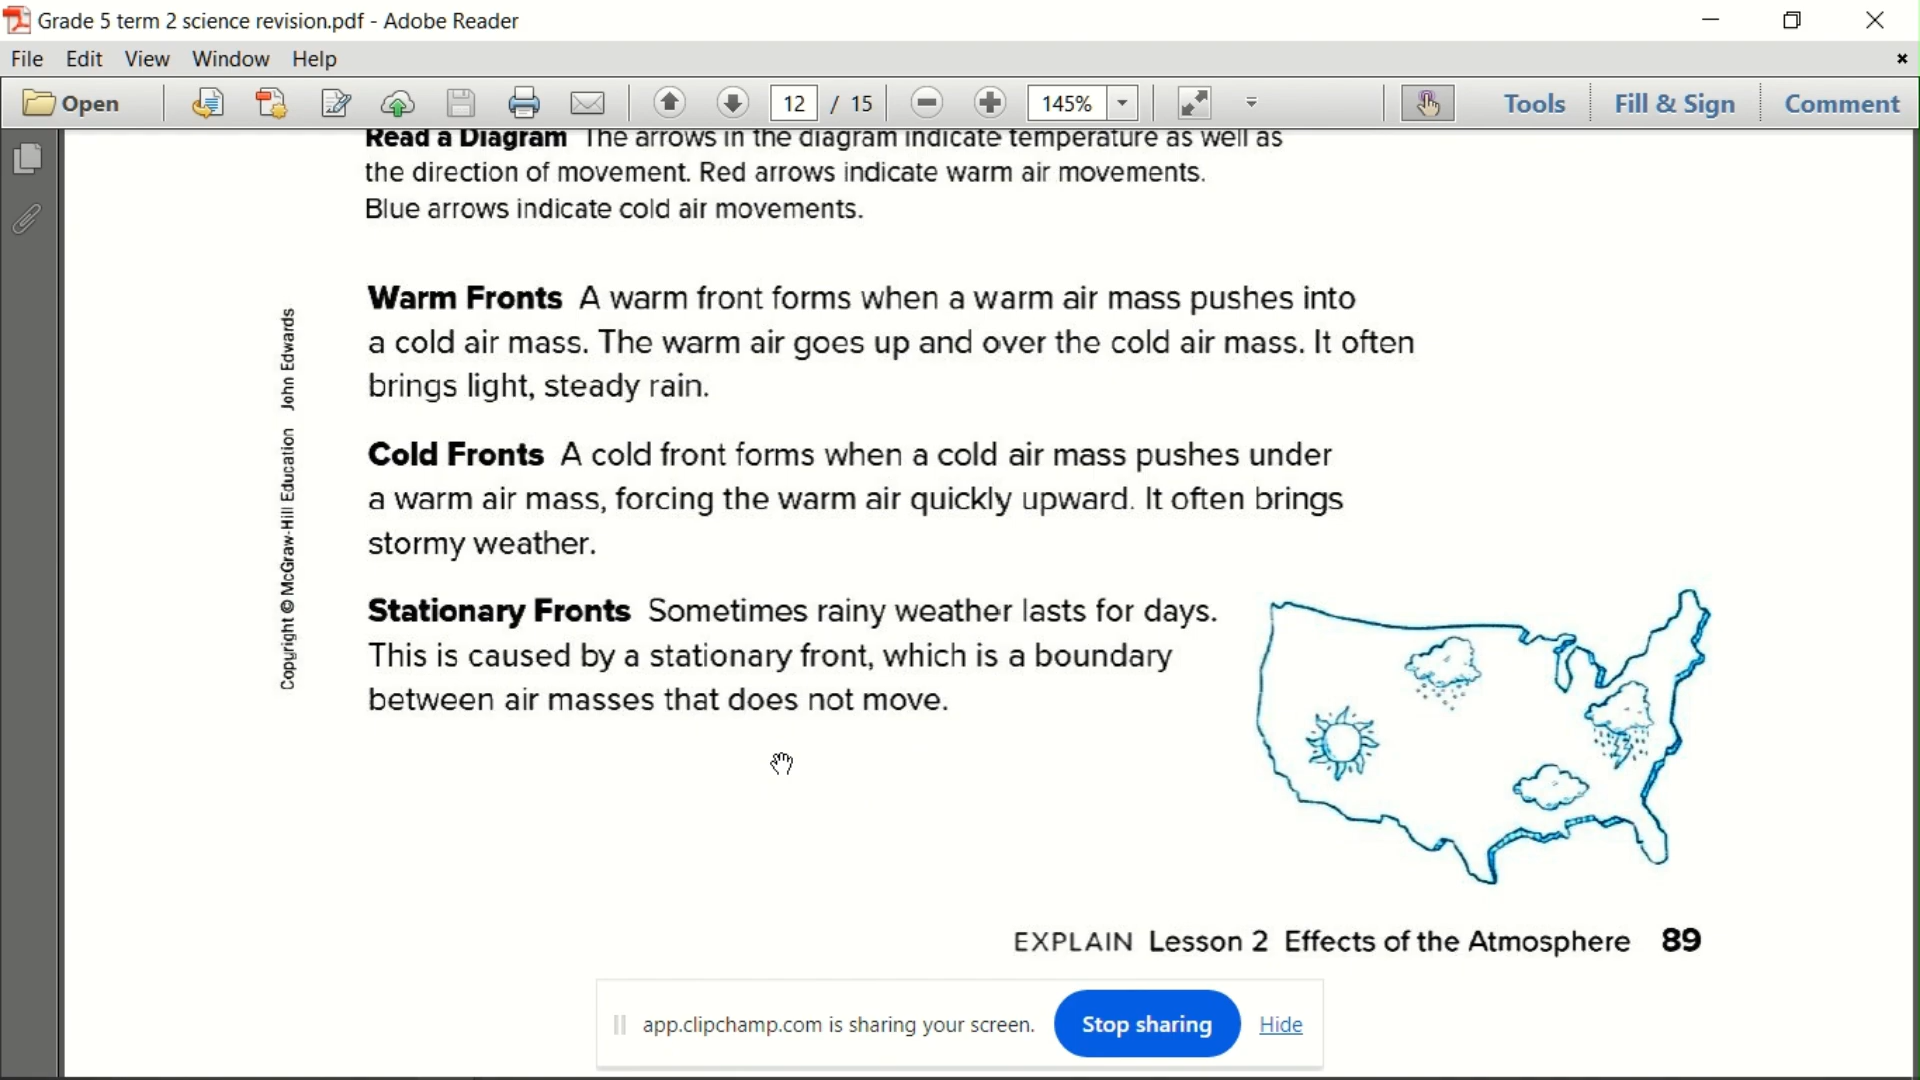 Grade 5 term 2 science revision.pdf - Adobe Reader
File Edit View Window Help
Open 12 / 15 145% Tools Fill & Sign Comment
Read a Diagram The arrows in the diagram indicate temperature as well as
the direction of movement. Red arrows indicate warm air movements.
Blue arrows indicate cold air movements.
Warm Fronts A warm front forms when a warm air mass pushes into
a cold air mass. The warm air goes up and over the cold air mass. It often
brings light, steady rain.
Cold Fronts A cold front forms when a cold air mass pushes under
a warm air mass, forcing the warm air quickly upward. It often brings
stormy weather.
Stationary Fronts Sometimes rainy weather lasts for days.
This is caused by a stationary front, which is a boundary
between air masses that does not move.
Copyright © McGraw-Hill Education John Edwards
EXPLAIN Lesson 2 Effects of the Atmosphere 89
app.clipchamp.com is sharing your screen. Stop sharing Hide